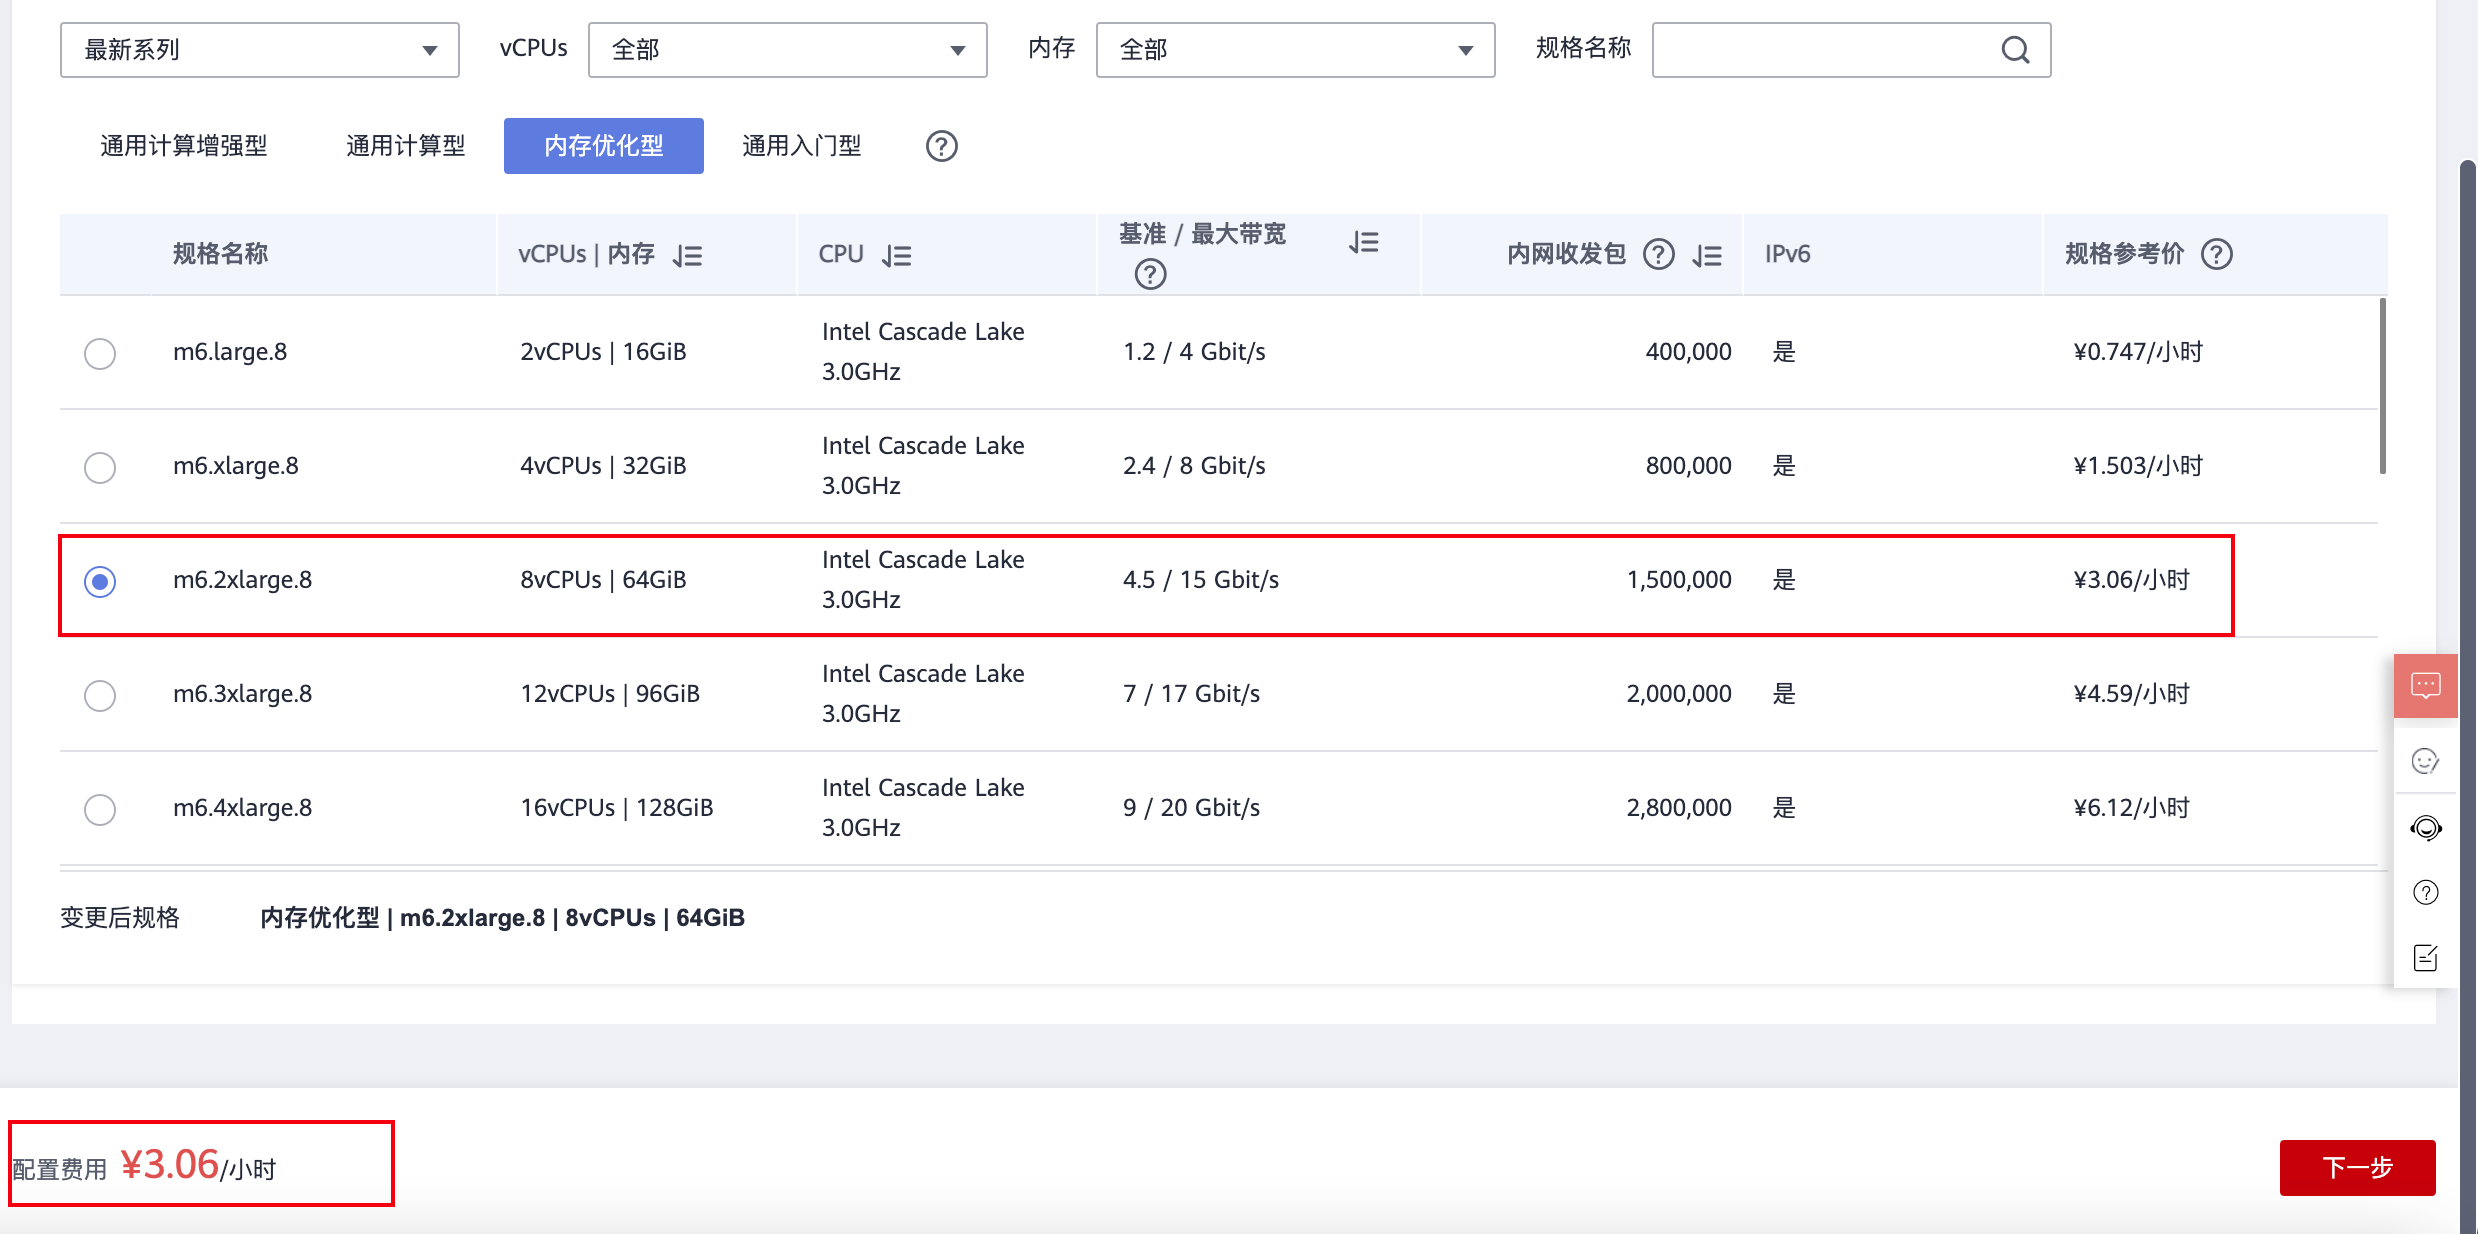 最新系列 vCPUs 全部 内存 全部 规格名称
通用计算增强型 通用计算型 内存优化型 通用入门型
规格名称 vCPUs | 内存 CPU 基准 / 最大带宽 内网收发包 IPv6 规格参考价
m6.large.8 2vCPUs | 16GiB Intel Cascade Lake 3.0GHz 1.2 / 4 Gbit/s 400,000 是 ¥0.747/小时
m6.xlarge.8 4vCPUs | 32GiB Intel Cascade Lake 3.0GHz 2.4 / 8 Gbit/s 800,000 是 ¥1.503/小时
m6.2xlarge.8 8vCPUs | 64GiB Intel Cascade Lake 3.0GHz 4.5 / 15 Gbit/s 1,500,000 是 ¥3.06/小时
m6.3xlarge.8 12vCPUs | 96GiB Intel Cascade Lake 3.0GHz 7 / 17 Gbit/s 2,000,000 是 ¥4.59/小时
m6.4xlarge.8 16vCPUs | 128GiB Intel Cascade Lake 3.0GHz 9 / 20 Gbit/s 2,800,000 是 ¥6.12/小时
变更后规格 内存优化型 | m6.2xlarge.8 | 8vCPUs | 64GiB
配置费用 ¥3.06/小时
下一步